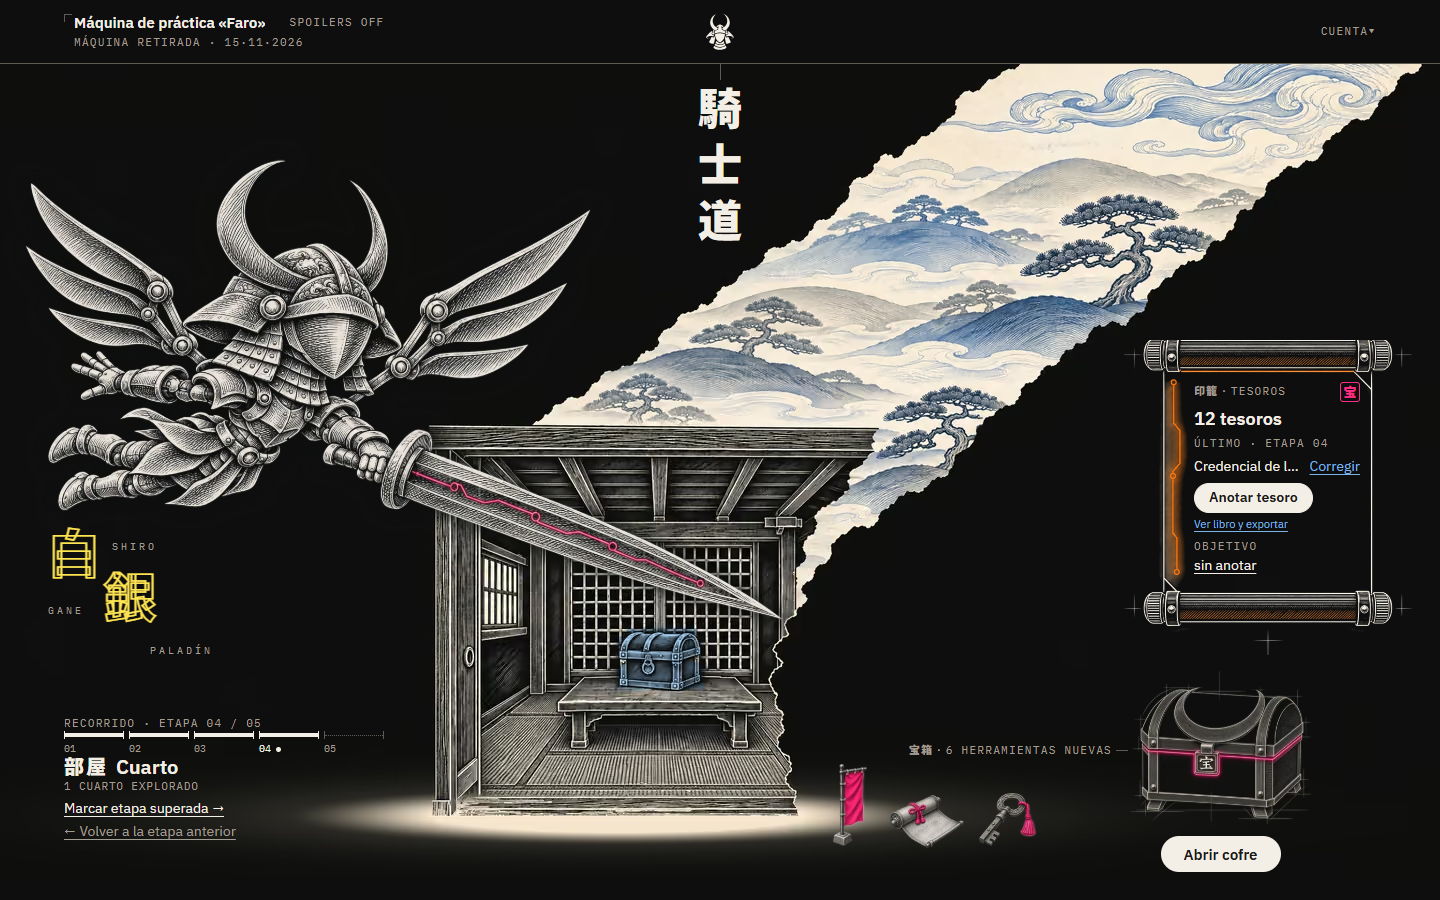 Máquina de práctica «Faro» SPOILERS OFF
MÁQUINA RETIRADA · 15·11·2026
CUENTA▾
騎士道
印籠 · TESOROS 宝
12 tesoros
ÚLTIMO · ETAPA 04
Credencial de l... Corregir
Anotar tesoro
Ver libro y exportar
OBJETIVO
sin anotar
白 SHIRO
GANE 銀
PALADÍN
RECORRIDO · ETAPA 04 / 05
01 02 03 04 ● 05
部屋 Cuarto
1 CUARTO EXPLORADO
Marcar etapa superada →
← Volver a la etapa anterior
宝箱 · 6 HERRAMIENTAS NUEVAS
宝
Abrir cofre